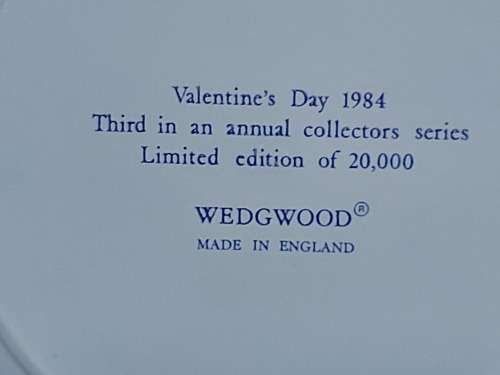 Valentine's Day 1984
Third in an annual collectors series
Limited edition of 20,000
WEDGWOOD®
MADE IN ENGLAND